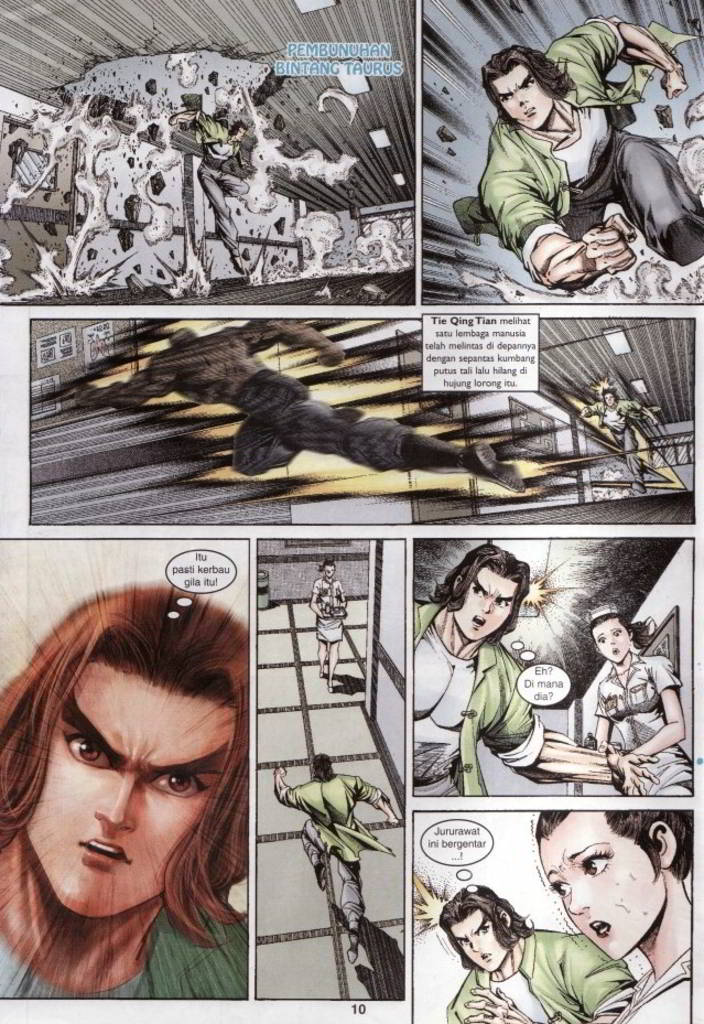 PEMBUNUHAN
BINTANG TAURUS
Tie Qing Tian melihat
satu lembaga manusia
telah melintas di depannya
dengan sepantas kumbang
putus tali lalu hilang di
hujung lorong itu.
Itu
pasti kerbau
gila itu!
Eh?
Di mana
dia?
Jururawat
ini bergentar
...!
10